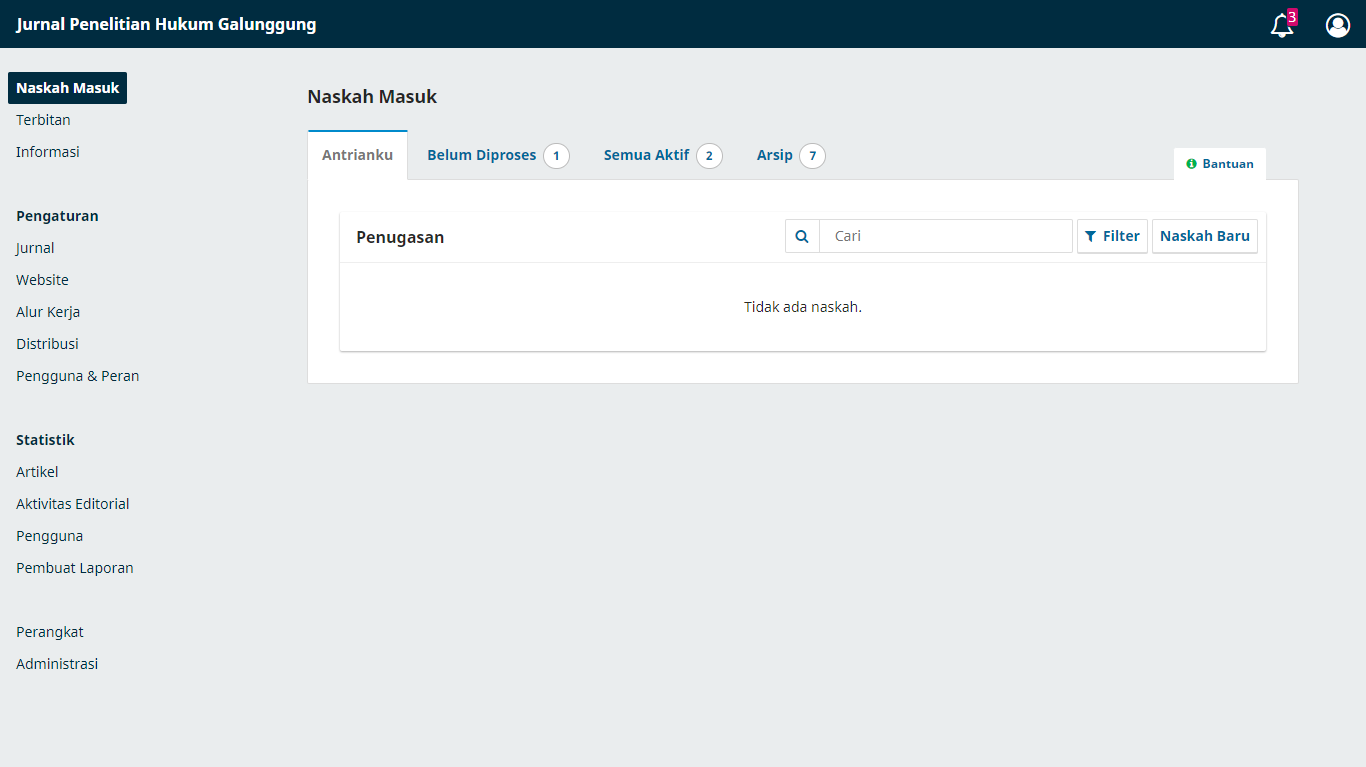 Jurnal Penelitian Hukum Galunggung
3
Naskah Masuk
Terbitan
Informasi
Pengaturan
Jurnal
Website
Alur Kerja
Distribusi
Pengguna & Peran
Statistik
Artikel
Aktivitas Editorial
Pengguna
Pembuat Laporan
Perangkat
Administrasi
Naskah Masuk
Antrianku
Belum Diproses 1
Semua Aktif 2
Arsip 7
Bantuan
Penugasan
Cari
Filter
Naskah Baru
Tidak ada naskah.